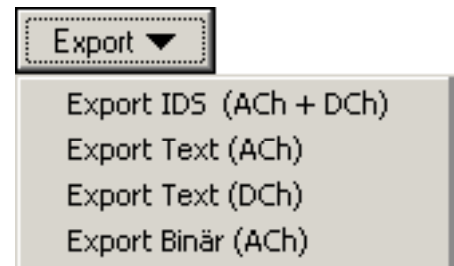 Export
Export IDS (ACh + DCh)
Export Text (ACh)
Export Text (DCh)
Export Binär (ACh)